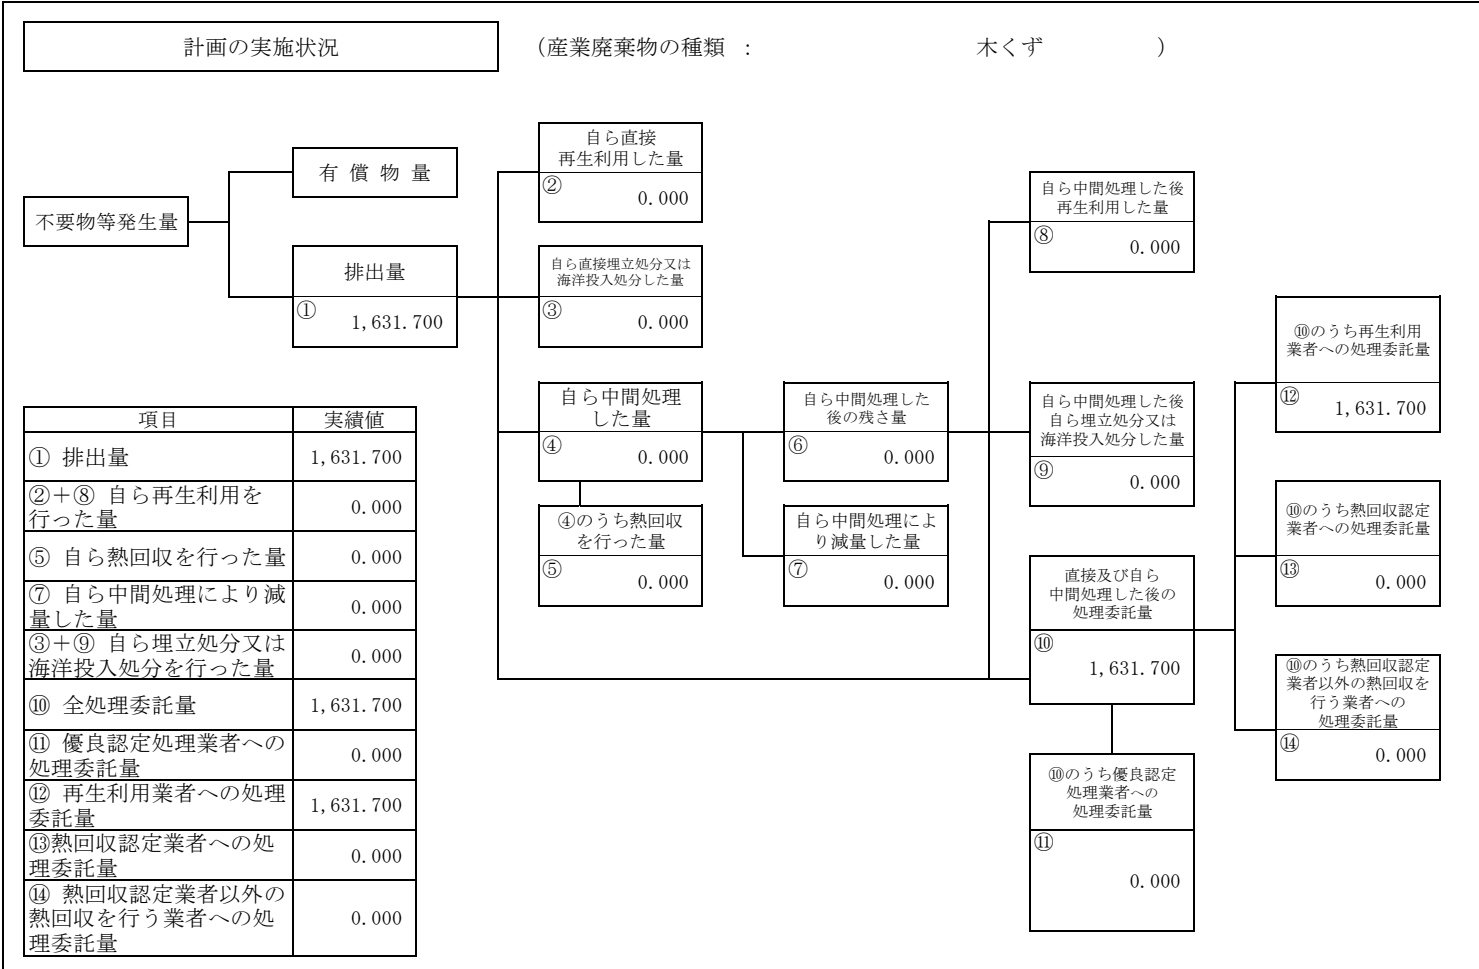 計画の実施状況
（産業廃棄物の種類 : 木くず ）
自ら直接
再生利用した量
②
0.000
有 償 物 量
不要物等発生量
自ら中間処理した後
再生利用した量
⑧
0.000
排出量
①
1,631.700
自ら直接埋立処分又は
海洋投入処分した量
③
0.000
⑩のうち再生利用
業者への処理委託量
⑫
1,631.700
自ら中間処理
した量
④
0.000
自ら中間処理した
後の残さ量
⑥
0.000
自ら中間処理した後
自ら埋立処分又は
海洋投入処分した量
⑨
0.000
⑩のうち熱回収認定
業者への処理委託量
⑬
0.000
④のうち熱回収
を行った量
⑤
0.000
自ら中間処理によ
り減量した量
⑦
0.000
直接及び自ら
中間処理した後の
処理委託量
⑩
1,631.700
⑩のうち熱回収認定
業者以外の熱回収を
行う業者への
処理委託量
⑭
0.000
⑩のうち優良認定
処理業者への
処理委託量
⑪
0.000
項目 実績値
① 排出量 1,631.700
②＋⑧ 自ら再生利用を
行った量
0.000
⑤ 自ら熱回収を行った量 0.000
⑦ 自ら中間処理により減
量した量
0.000
③＋⑨ 自ら埋立処分又は
海洋投入処分を行った量
0.000
⑩ 全処理委託量 1,631.700
⑪ 優良認定処理業者への
処理委託量
0.000
⑫ 再生利用業者への処理
委託量
1,631.700
⑬熱回収認定業者への処
理委託量
0.000
⑭ 熱回収認定業者以外の
熱回収を行う業者への処
理委託量
0.000